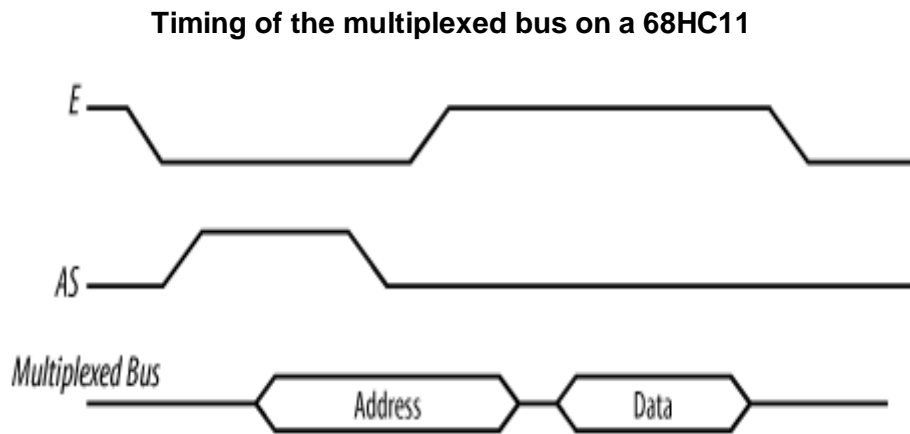 Timing of the multiplexed bus on a 68HC11
E
AS
Multiplexed Bus
Address
Data